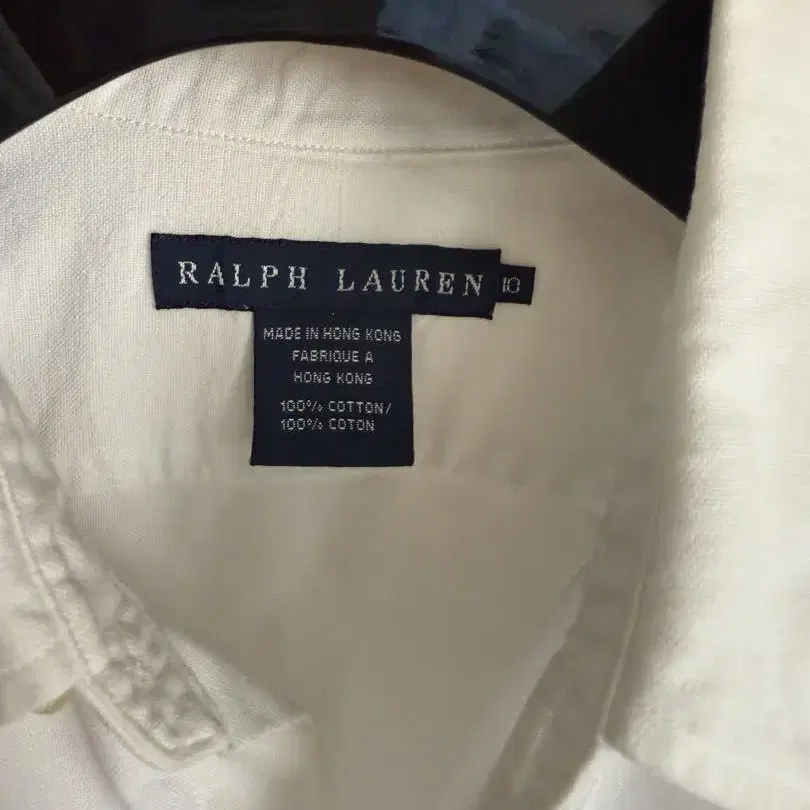 RALPH LAUREN 10
MADE IN HONG KONG
FABRIQUE A
HONG KONG
100% COTTON/
100% COTON